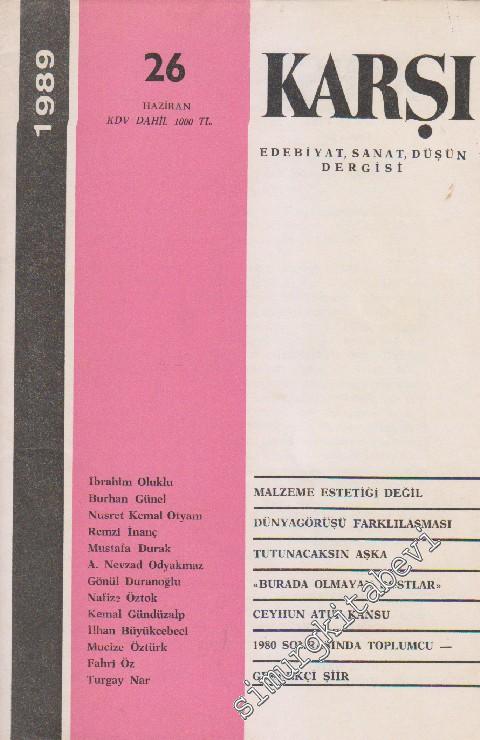 1989
26
HAZİRAN
KDV DAHİL 1000 TL.
KARŞI
EDEBİYAT, SANAT, DÜŞÜN
DERGİSİ
İbrahim Oluklu
Burhan Günel
Nusret Kemal Otyam
Remzi İnanç
Mustafa Durak
A. Nevzad Odyakmaz
Gönül Duranoğlu
Nafize Öztok
Kemal Gündüzalp
İlhan Büyükcebeci
Mucize Öztürk
Fahri Öz
Turgay Nar
MALZEME ESTETİĞİ DEĞİL
DÜNYAGÖRÜŞÜ FARKLILAŞMASI
TUTUNACAKSIN AŞKA
«BURADA OLMAYAN DOSTLAR»
CEYHUN ATUF KANSU
1980 SONRASINDA TOPLUMCU —
GERÇEKÇİ ŞİİR
simurgkitabevi